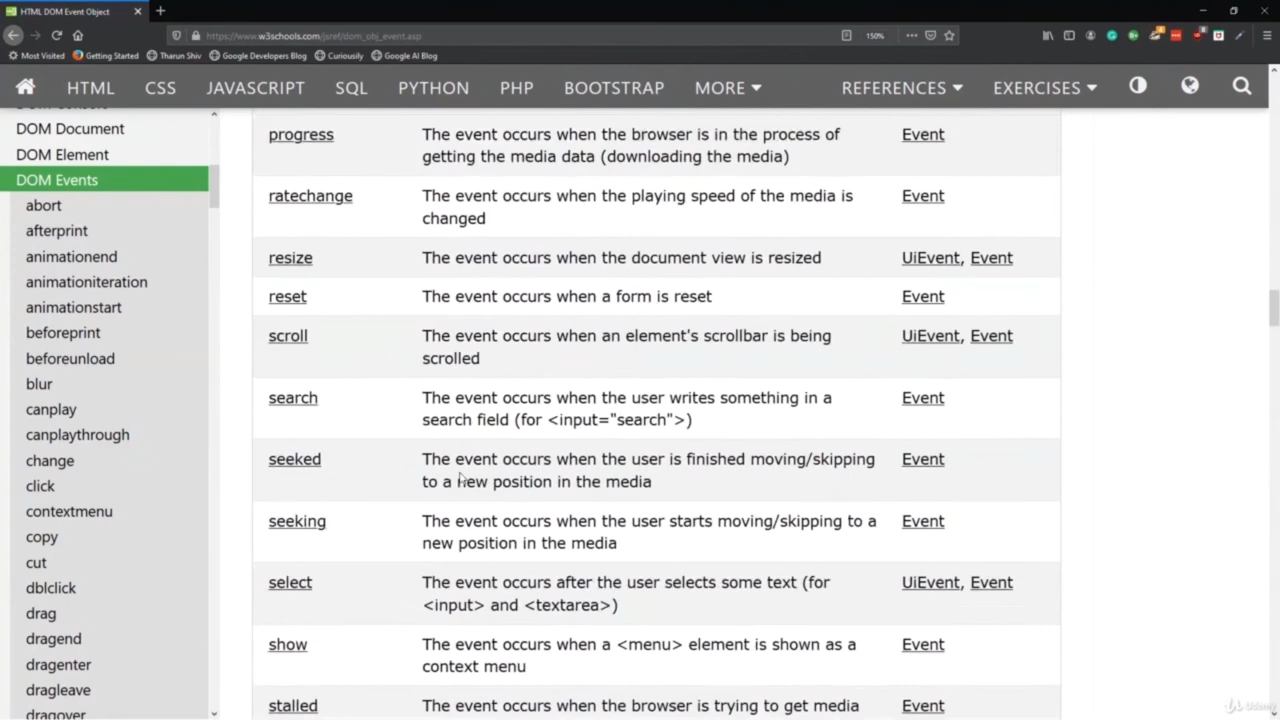 HTML DOM Event Object
https://www.w3schools.com/jsref/dom_obj_event.asp
150%
Most Visited Getting Started Tharun Shiv Google Developers Blog Curiously Google AI Blog
HTML CSS JAVASCRIPT SQL PYTHON PHP BOOTSTRAP MORE REFERENCES EXERCISES
DOM Document
DOM Element
DOM Events
abort
afterprint
animationend
animationiteration
animationstart
beforeprint
beforeunload
blur
canplay
canplaythrough
change
click
contextmenu
copy
cut
dblclick
drag
dragend
dragenter
dragleave
dragover
progress The event occurs when the browser is in the process of Event
getting the media data (downloading the media)
ratechange The event occurs when the playing speed of the media is Event
changed
resize The event occurs when the document view is resized UiEvent, Event
reset The event occurs when a form is reset Event
scroll The event occurs when an element's scrollbar is being UiEvent, Event
scrolled
search The event occurs when the user writes something in a Event
search field (for <input="search">)
seeked The event occurs when the user is finished moving/skipping Event
to a new position in the media
seeking The event occurs when the user starts moving/skipping to a Event
new position in the media
select The event occurs after the user selects some text (for UiEvent, Event
<input> and <textarea>)
show The event occurs when a <menu> element is shown as a Event
context menu
stalled The event occurs when the browser is trying to get media Event
Udemy